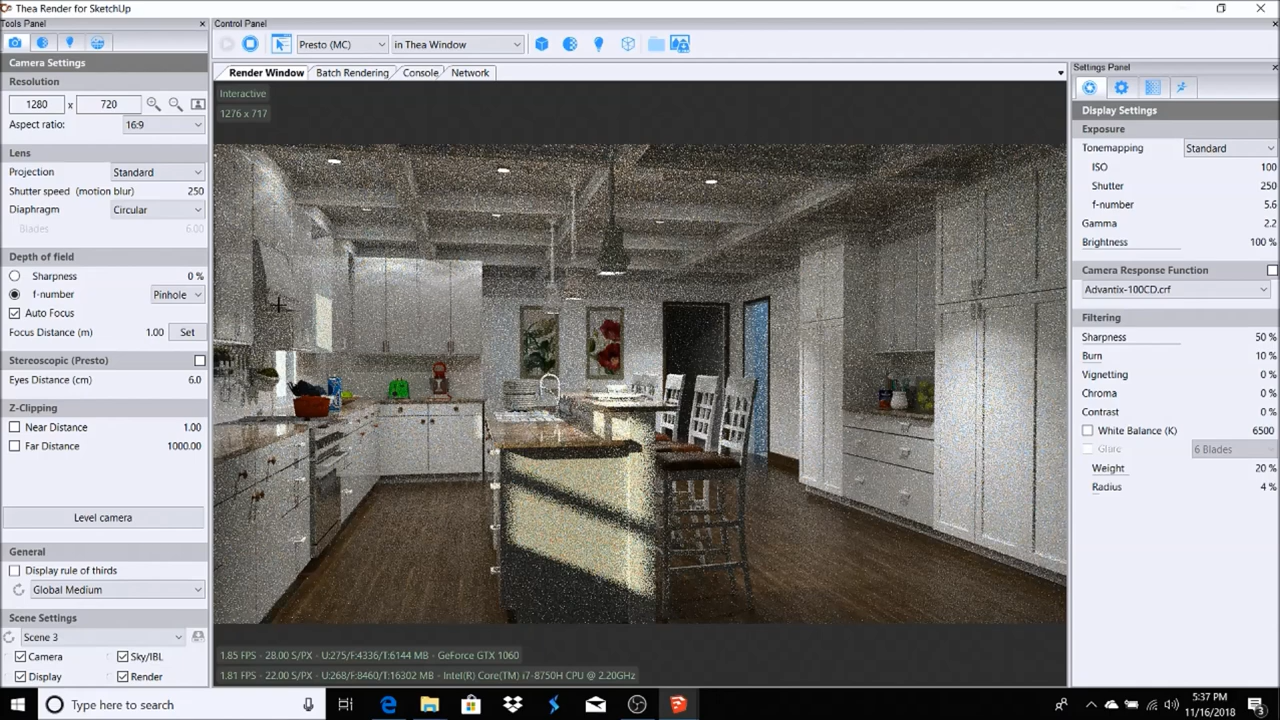 Thea Render for SketchUp
Tools Panel
Camera Settings
Resolution
1280 x 720
Aspect ratio: 16:9
Lens
Projection Standard
Shutter speed (motion blur) 250
Diaphragm Circular
Blades 6.00
Depth of field
Sharpness 0 %
f-number Pinhole
Auto Focus
Focus Distance (m) 1.00 Set
Stereoscopic (Presto)
Eyes Distance (cm) 6.0
Z-Clipping
Near Distance 1.00
Far Distance 1000.00
Level camera
General
Display rule of thirds
Global Medium
Scene Settings
Scene 3
Camera Sky/IBL
Display Render
Control Panel
Presto (MC) in Thea Window
Render Window Batch Rendering Console Network
Interactive
1276 x 717
1.85 FPS - 28.00 S/PX - U:275/F:4336/T:6144 MB - GeForce GTX 1060
1.81 FPS - 22.00 S/PX - U:268/F:8460/T:16302 MB - Intel(R) Core(TM) i7-8750H CPU @ 2.20GHz
Settings Panel
Display Settings
Exposure
Tonemapping Standard
ISO 100
Shutter 250
f-number 5.6
Gamma 2.2
Brightness 100 %
Camera Response Function
Advantix-100CD.crf
Filtering
Sharpness 50 %
Burn 10 %
Vignetting 0 %
Chroma 0 %
Contrast 0 %
White Balance (K) 6500
Glare 6 Blades
Weight 20 %
Radius 4 %
Type here to search
5:37 PM
11/16/2018
3